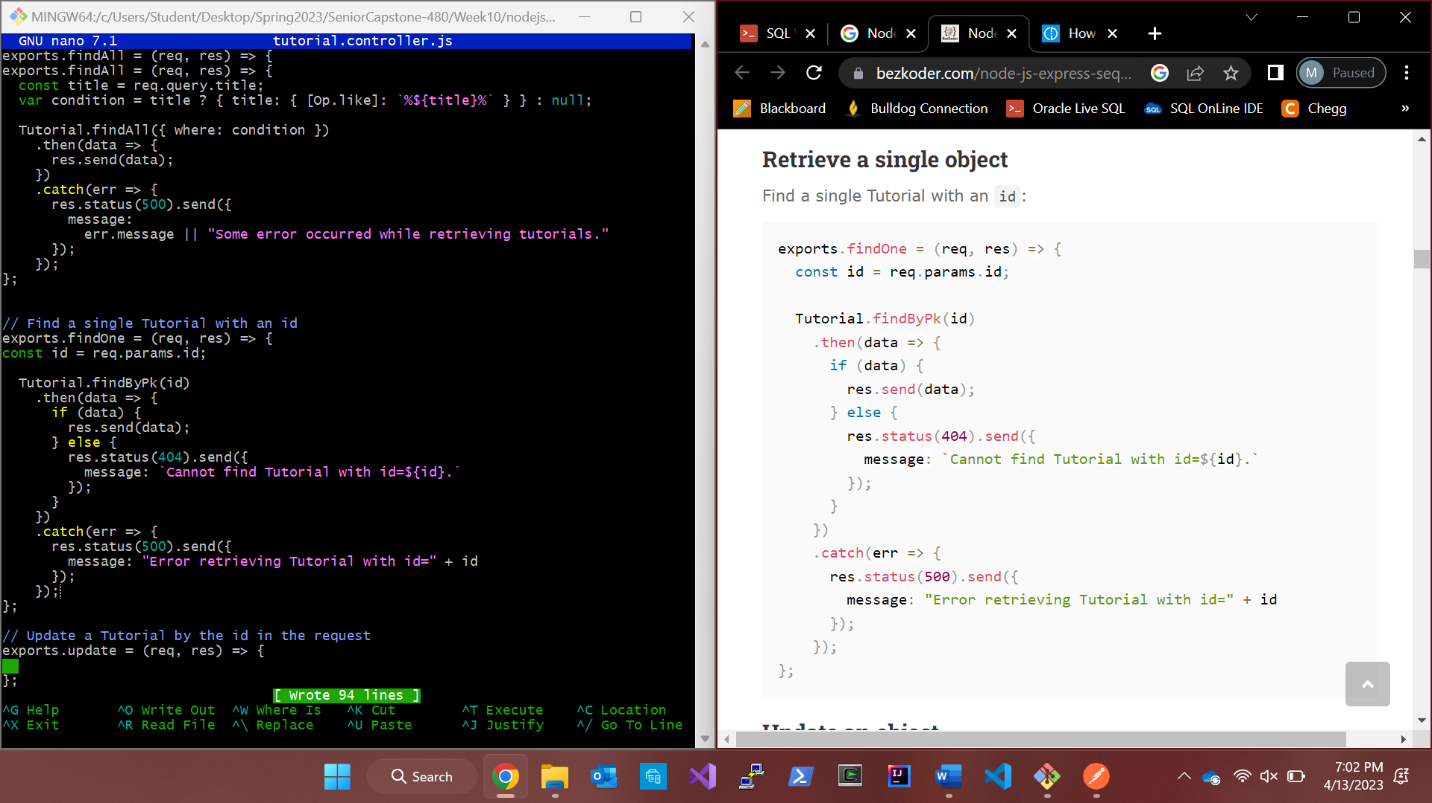 MINGW64:/c/Users/Student/Desktop/Spring2023/SeniorCapstone-480/Week10/nodejs...
GNU nano 7.1 tutorial.controller.js
exports.findAll = (req, res) => {
exports.findAll = (req, res) => {
  const title = req.query.title;
  var condition = title ? { title: { [Op.like]: `%${title}%` } } : null;
  Tutorial.findAll({ where: condition })
    .then(data => {
      res.send(data);
    })
    .catch(err => {
      res.status(500).send({
        message:
          err.message || "Some error occurred while retrieving tutorials."
      });
    });
};
// Find a single Tutorial with an id
exports.findOne = (req, res) => {
const id = req.params.id;
  Tutorial.findByPk(id)
    .then(data => {
      if (data) {
        res.send(data);
      } else {
        res.status(404).send({
          message: `Cannot find Tutorial with id=${id}.`
        });
      }
    })
    .catch(err => {
      res.status(500).send({
        message: "Error retrieving Tutorial with id=" + id
      });
    });
};
// Update a Tutorial by the id in the request
exports.update = (req, res) => {
};
[ Wrote 94 lines ]
^G Help ^O Write Out ^W Where Is ^K Cut ^T Execute ^C Location
^X Exit ^R Read File ^\ Replace ^U Paste ^J Justify ^/ Go To Line
SQL Node Node How
bezkoder.com/node-js-express-seq... M Paused
Blackboard Bulldog Connection Oracle Live SQL SQL OnLine IDE Chegg »
Retrieve a single object
Find a single Tutorial with an id:
exports.findOne = (req, res) => {
  const id = req.params.id;
  Tutorial.findByPk(id)
    .then(data => {
      if (data) {
        res.send(data);
      } else {
        res.status(404).send({
          message: `Cannot find Tutorial with id=${id}.`
        });
      }
    })
    .catch(err => {
      res.status(500).send({
        message: "Error retrieving Tutorial with id=" + id
      });
    });
};
Update an object
Search
7:02 PM
4/13/2023